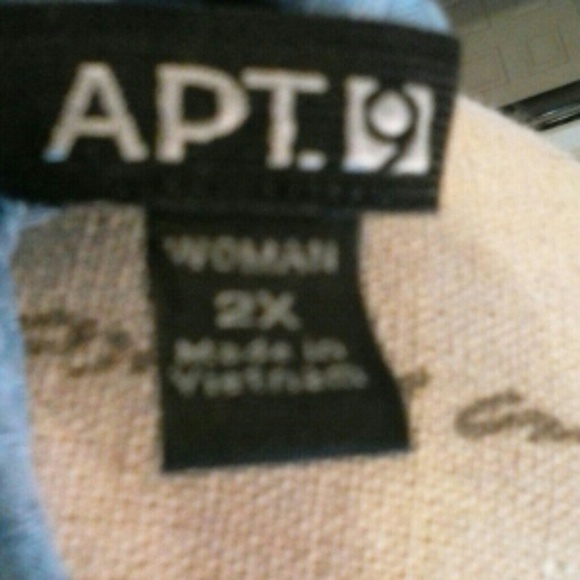 APT. 9
WOMAN
2X
Made in
Vietnam